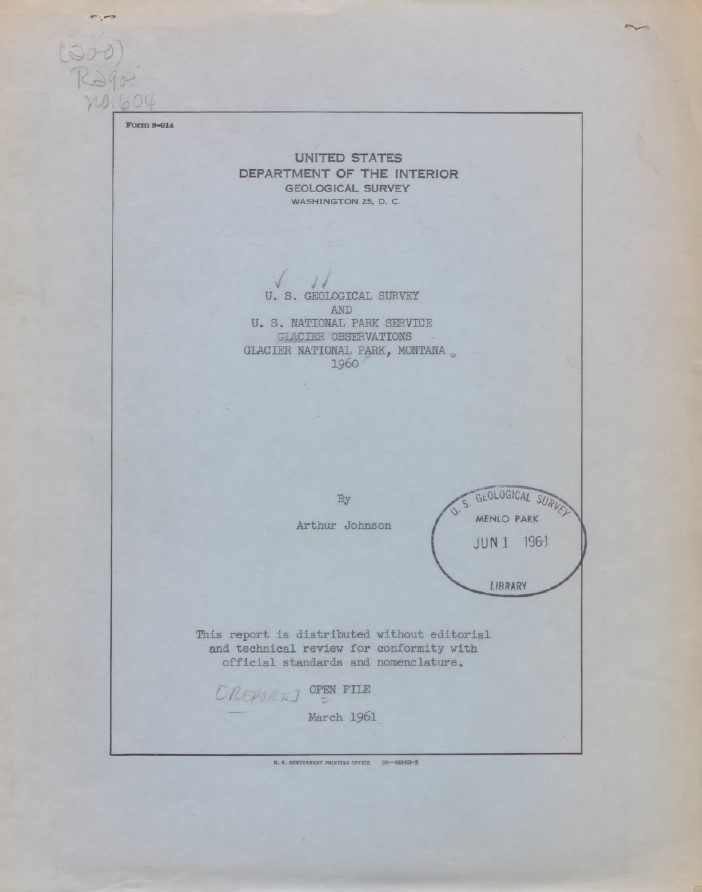 (200)
R29o
no.604
Form 9-014
UNITED STATES
DEPARTMENT OF THE INTERIOR
GEOLOGICAL SURVEY
WASHINGTON 25, D. C.
U. S. GEOLOGICAL SURVEY
AND
U. S. NATIONAL PARK SERVICE
GLACIER OBSERVATIONS
GLACIER NATIONAL PARK, MONTANA
1960
By
Arthur Johnson
U. S. GEOLOGICAL SURVEY
MENLO PARK
JUN 1 1961
LIBRARY
This report is distributed without editorial
and technical review for conformity with
official standards and nomenclature.
[REPORTS] OPEN FILE
March 1961
U. S. GOVERNMENT PRINTING OFFICE